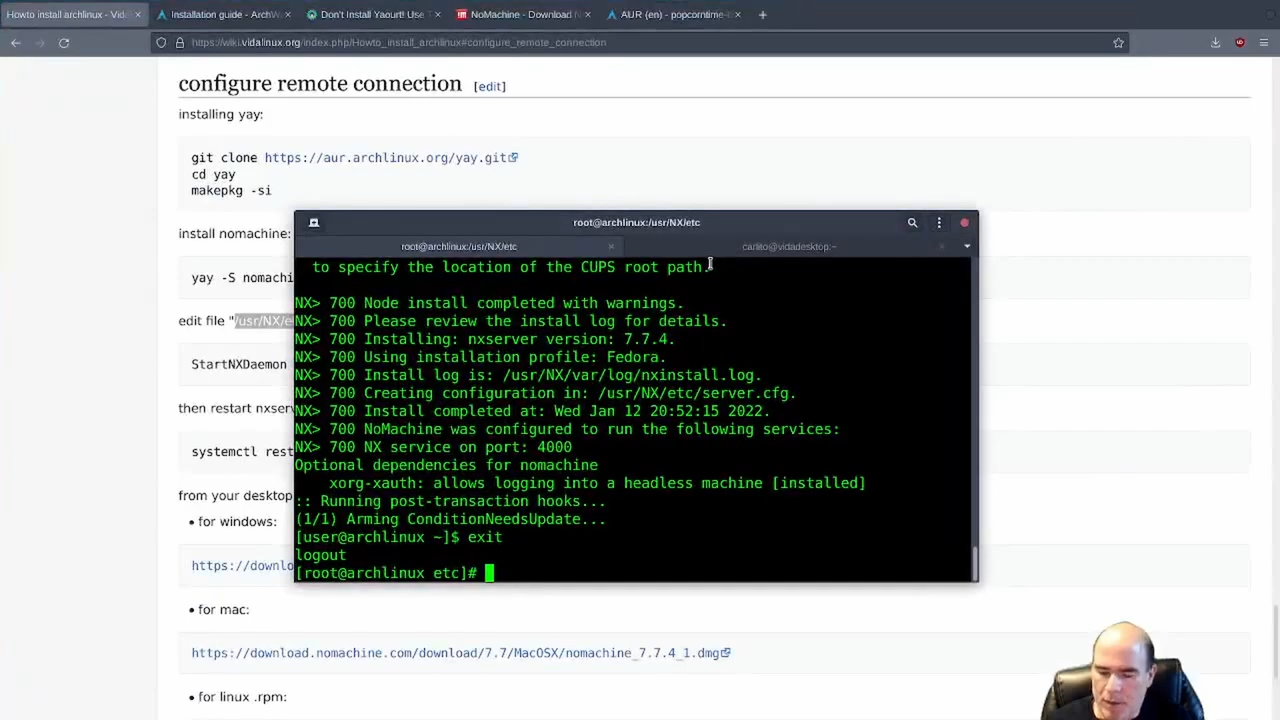 Howto install archlinux - Vida
Installation guide - ArchW
Don't Install Yaourt! Use
NoMachine - Download
AUR (en) - popcorntime-
https://wiki.vidalinux.org/index.php/Howto_install_archlinux#configure_remote_connection
configure remote connection [edit]
installing yay:
git clone https://aur.archlinux.org/yay.git
cd yay
makepkg -si
install nomachine:
yay -S nomachi
edit file "/usr/NX/e
StartNXDaemon
then restart nxserv
systemctl rest
from your desktop
• for windows:
https://downlo
root@archlinux:/usr/NX/etc
root@archlinux:/usr/NX/etc
carlito@vidadesktop:~
to specify the location of the CUPS root path.
NX> 700 Node install completed with warnings.
NX> 700 Please review the install log for details.
NX> 700 Installing: nxserver version: 7.7.4.
NX> 700 Using installation profile: Fedora.
NX> 700 Install log is: /usr/NX/var/log/nxinstall.log.
NX> 700 Creating configuration in: /usr/NX/etc/server.cfg.
NX> 700 Install completed at: Wed Jan 12 20:52:15 2022.
NX> 700 NoMachine was configured to run the following services:
NX> 700 NX service on port: 4000
Optional dependencies for nomachine
xorg-xauth: allows logging into a headless machine [installed]
:: Running post-transaction hooks...
(1/1) Arming ConditionNeedsUpdate...
[user@archlinux ~]$ exit
logout
[root@archlinux etc]#
• for mac:
https://download.nomachine.com/download/7.7/MacOSX/nomachine_7.7.4_1.dmg
• for linux .rpm: